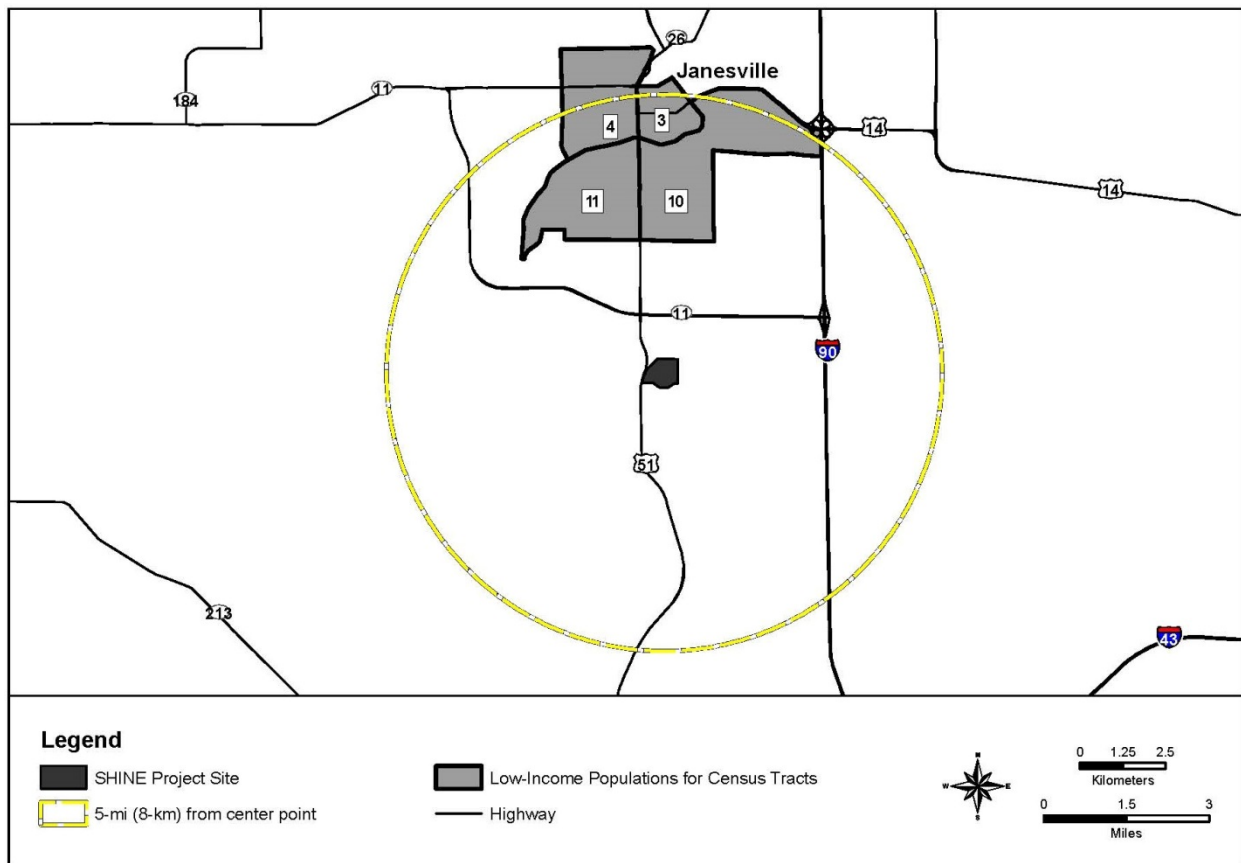 26
Janesville
11
184
4
3
14
14
11
10
11
90
51
213
43
Legend
SHINE Project Site
5-mi (8-km) from center point
Low-Income Populations for Census Tracts
Highway
N
W
E
S
0 1.25 2.5
Kilometers
0 1.5 3
Miles